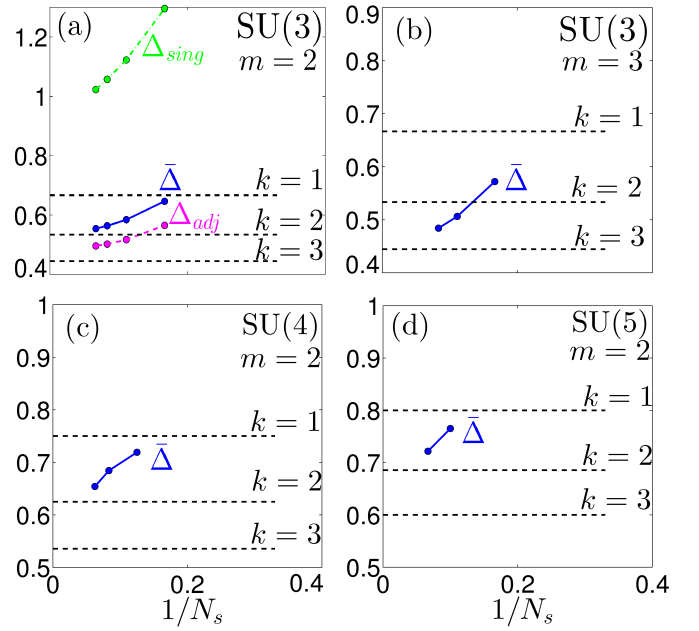 (a)
SU(3)
m = 2
Δ sing
Δ̄
Δ adj
k = 1
k = 2
k = 3
1.2
1
0.8
0.6
0.4
(b)
SU(3)
m = 3
k = 1
Δ̄
k = 2
k = 3
0.9
0.8
0.7
0.6
0.5
0.4
(c)
SU(4)
m = 2
k = 1
Δ̄
k = 2
k = 3
1
0.9
0.8
0.7
0.6
0.5
0
0.2
0.4
1/N_s
(d)
SU(5)
m = 2
k = 1
Δ̄
k = 2
k = 3
1
0.9
0.8
0.7
0.6
0.5
0
0.2
0.4
1/N_s